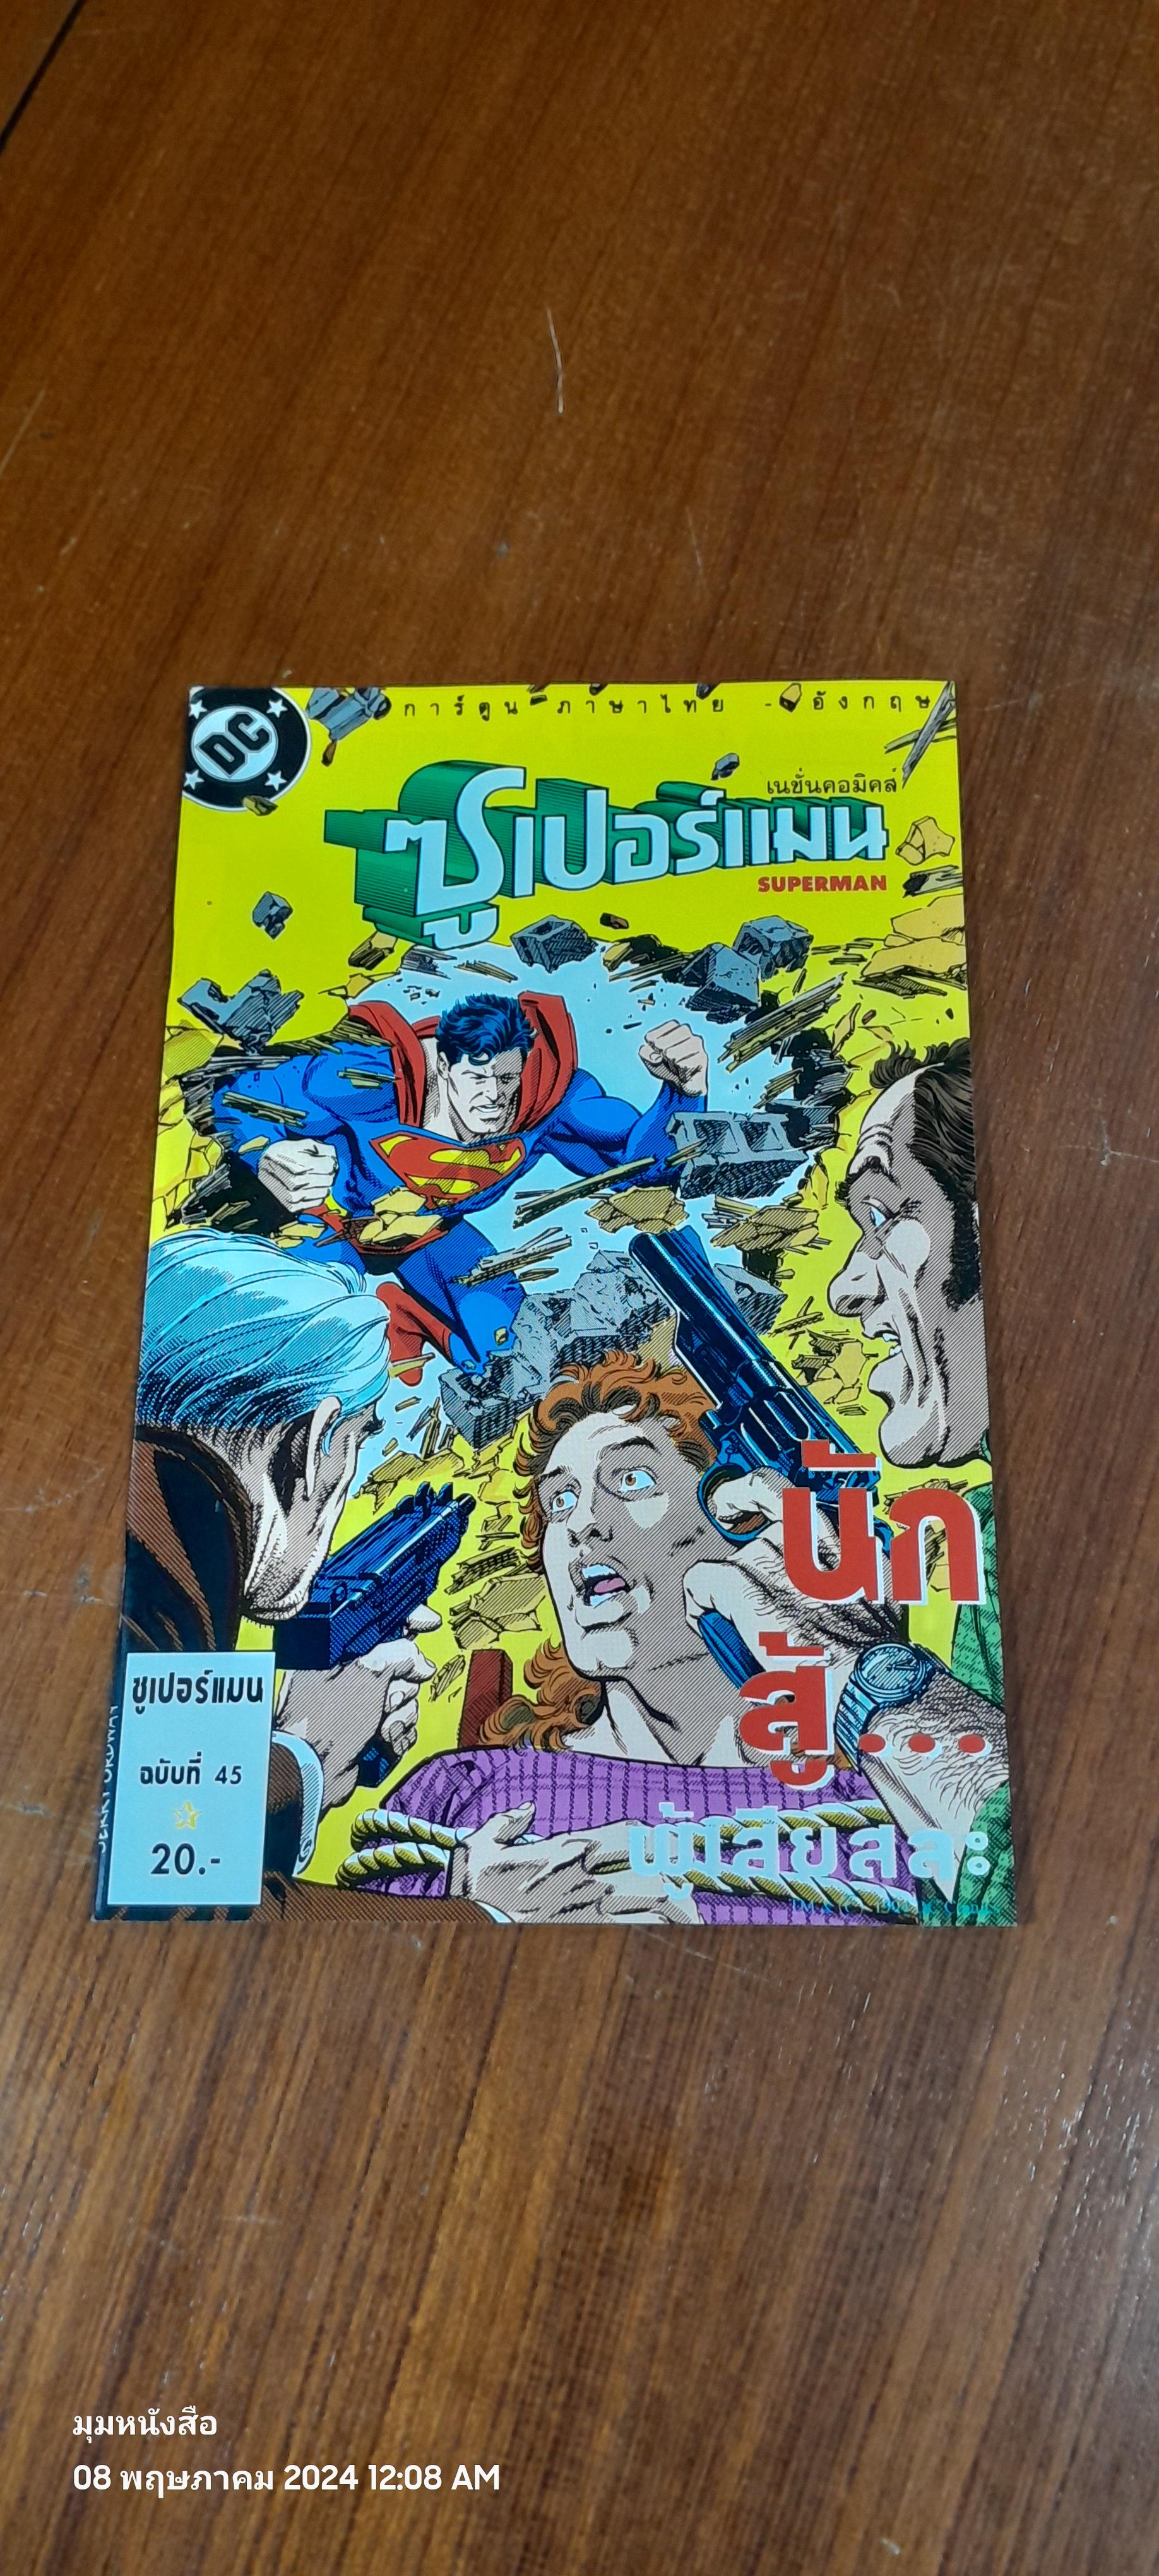 DC
การ์ตูน ภาษาไทย - อังกฤษ
เนชั่นคอมิคส์
ซูเปอร์แมน
SUPERMAN
นัก
สู้...
ผู้เสียสละ
ซูเปอร์แมน
ฉบับที่ 45
20.-
JERRY ORDWAY
มุมหนังสือ
08 พฤษภาคม 2024 12:08 AM